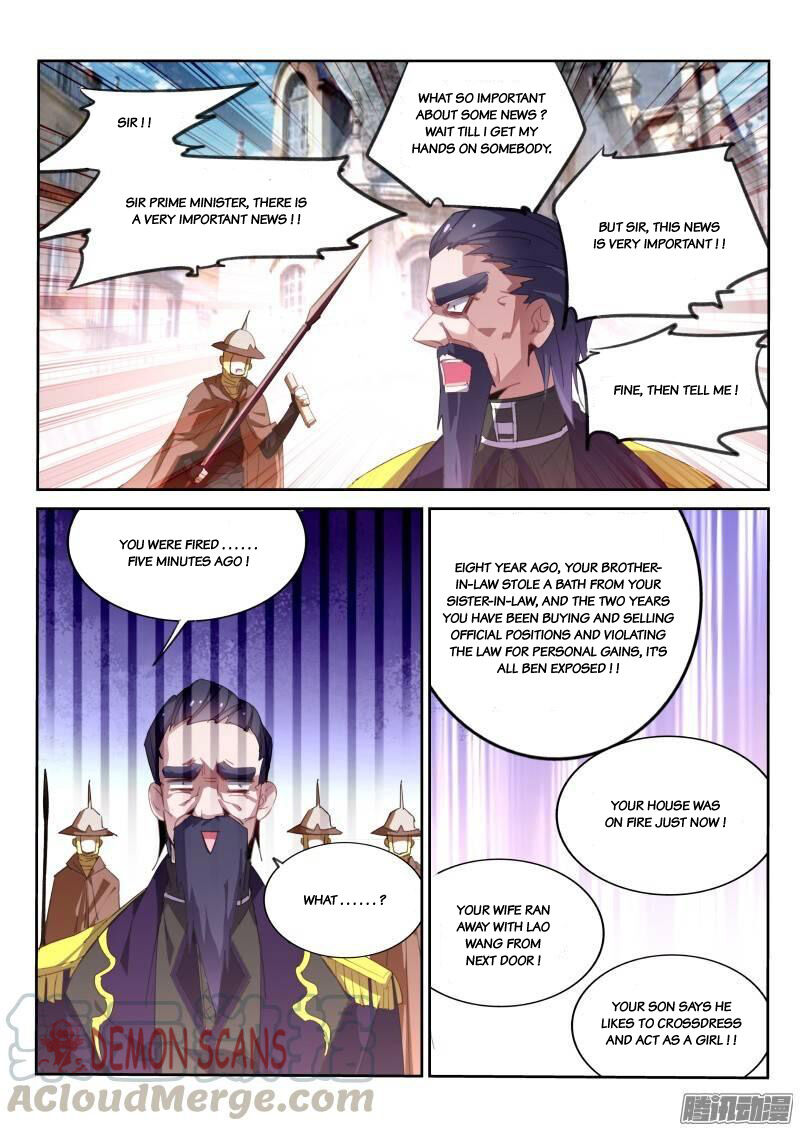 SIR ! !
SIR PRIME MINISTER, THERE IS
A VERY IMPORTANT NEWS ! !
WHAT SO IMPORTANT
ABOUT SOME NEWS ?
WAIT TILL I GET MY
HANDS ON SOMEBODY.
BUT SIR, THIS NEWS
IS VERY IMPORTANT ! !
FINE, THEN TELL ME !
YOU WERE FIRED . . . . . .
FIVE MINUTES AGO !
WHAT . . . . . . ?
EIGHT YEAR AGO, YOUR BROTHER-
IN-LAW STOLE A BATH FROM YOUR
SISTER-IN-LAW, AND THE TWO YEARS
YOU HAVE BEEN BUYING AND SELLING
OFFICIAL POSITIONS AND VIOLATING
THE LAW FOR PERSONAL GAINS, IT'S
ALL BEN EXPOSED ! !
YOUR HOUSE WAS
ON FIRE JUST NOW !
YOUR WIFE RAN
AWAY WITH LAO
WANG FROM
NEXT DOOR !
YOUR SON SAYS HE
LIKES TO CROSSDRESS
AND ACT AS A GIRL ! !
DEMON SCANS
ACloudMerge.com
腾讯动漫